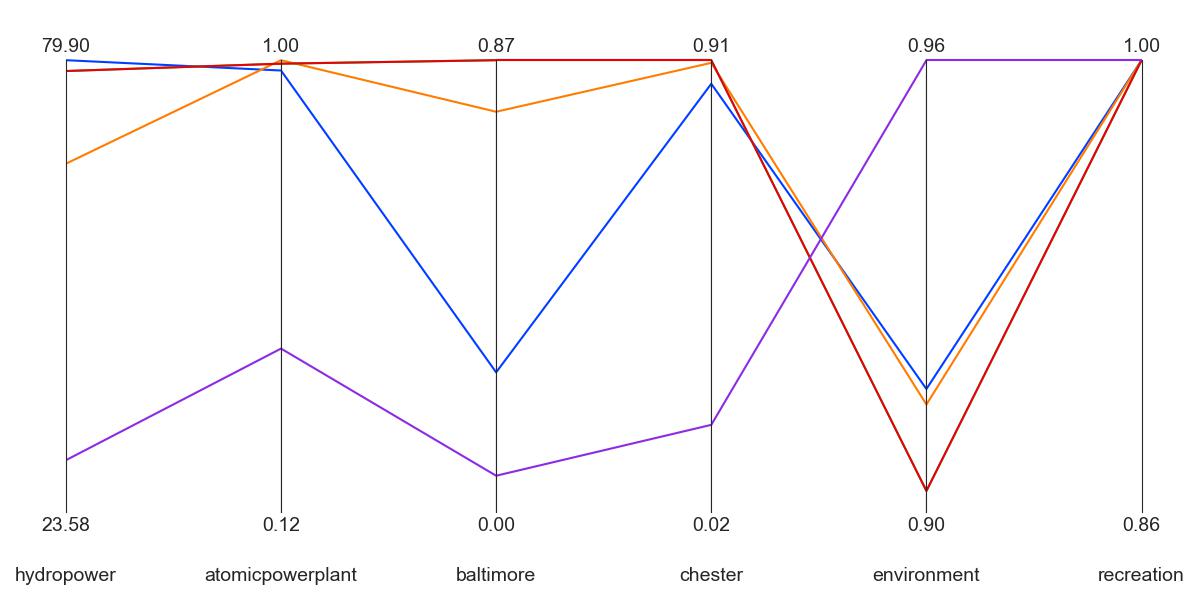 79.90 1.00 0.87 0.91 0.96 1.00
23.58 0.12 0.00 0.02 0.90 0.86
hydropower atomicpowerplant baltimore chester environment recreation